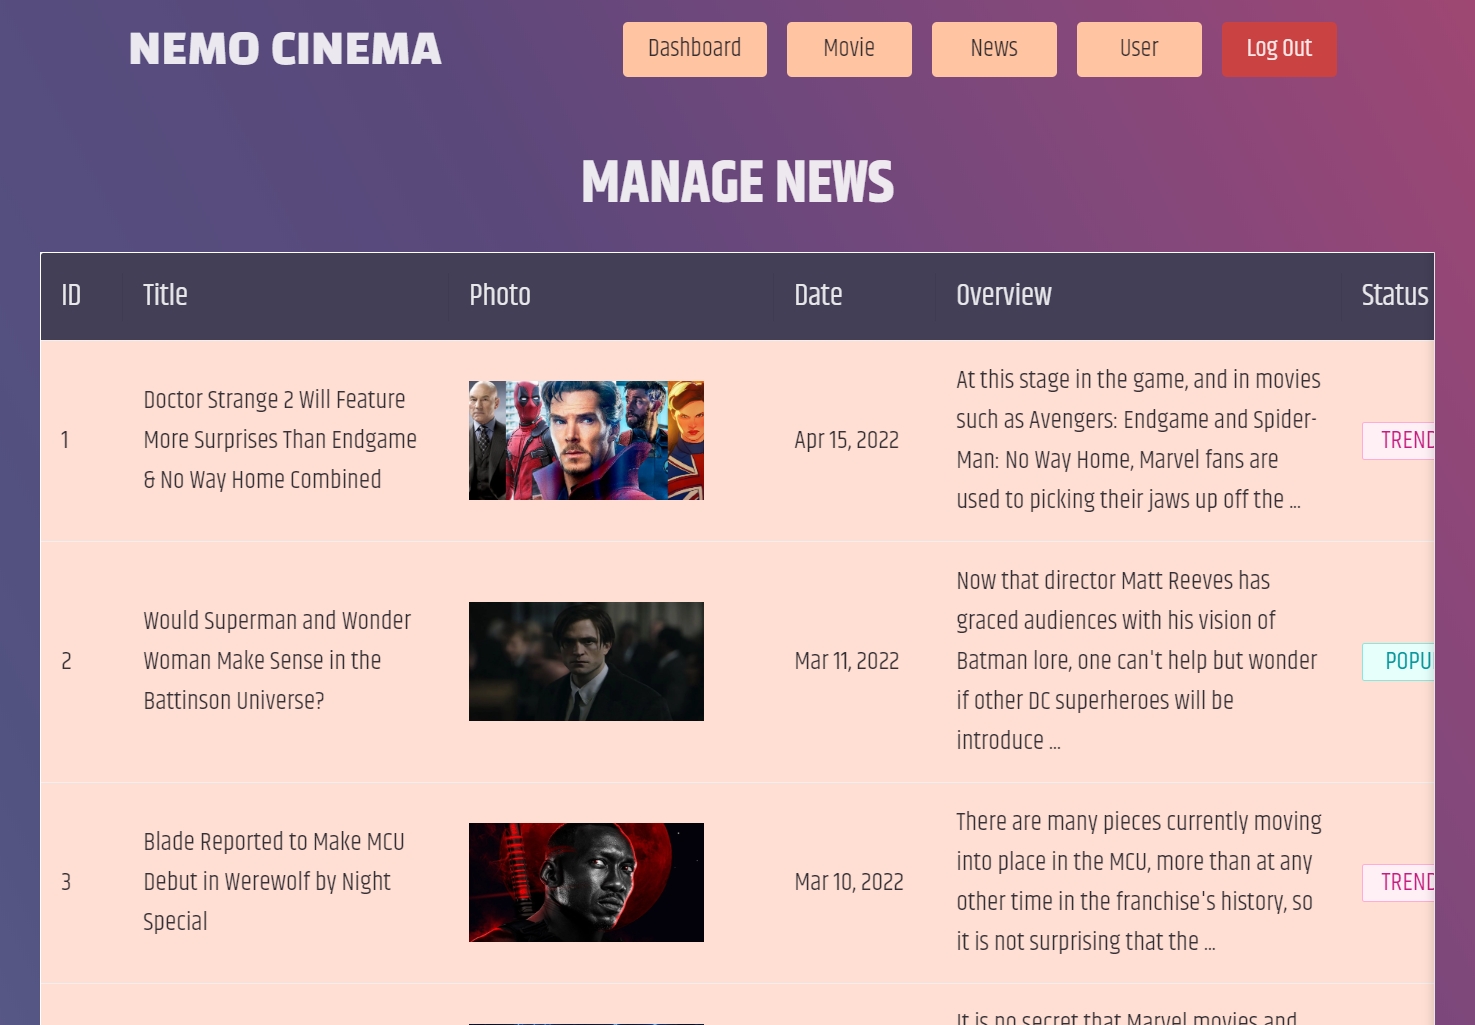 NEMO CINEMA
Dashboard
Movie
News
User
Log Out
MANAGE NEWS
ID
Title
Photo
Date
Overview
Status
1
Doctor Strange 2 Will Feature
More Surprises Than Endgame
& No Way Home Combined
Apr 15, 2022
At this stage in the game, and in movies
such as Avengers: Endgame and Spider-
Man: No Way Home, Marvel fans are
used to picking their jaws up off the ...
TREND
2
Would Superman and Wonder
Woman Make Sense in the
Battinson Universe?
Mar 11, 2022
Now that director Matt Reeves has
graced audiences with his vision of
Batman lore, one can't help but wonder
if other DC superheroes will be
introduce ...
POPU
3
Blade Reported to Make MCU
Debut in Werewolf by Night
Special
Mar 10, 2022
There are many pieces currently moving
into place in the MCU, more than at any
other time in the franchise's history, so
it is not surprising that the ...
TREND
It is no secret that Marvel movies and